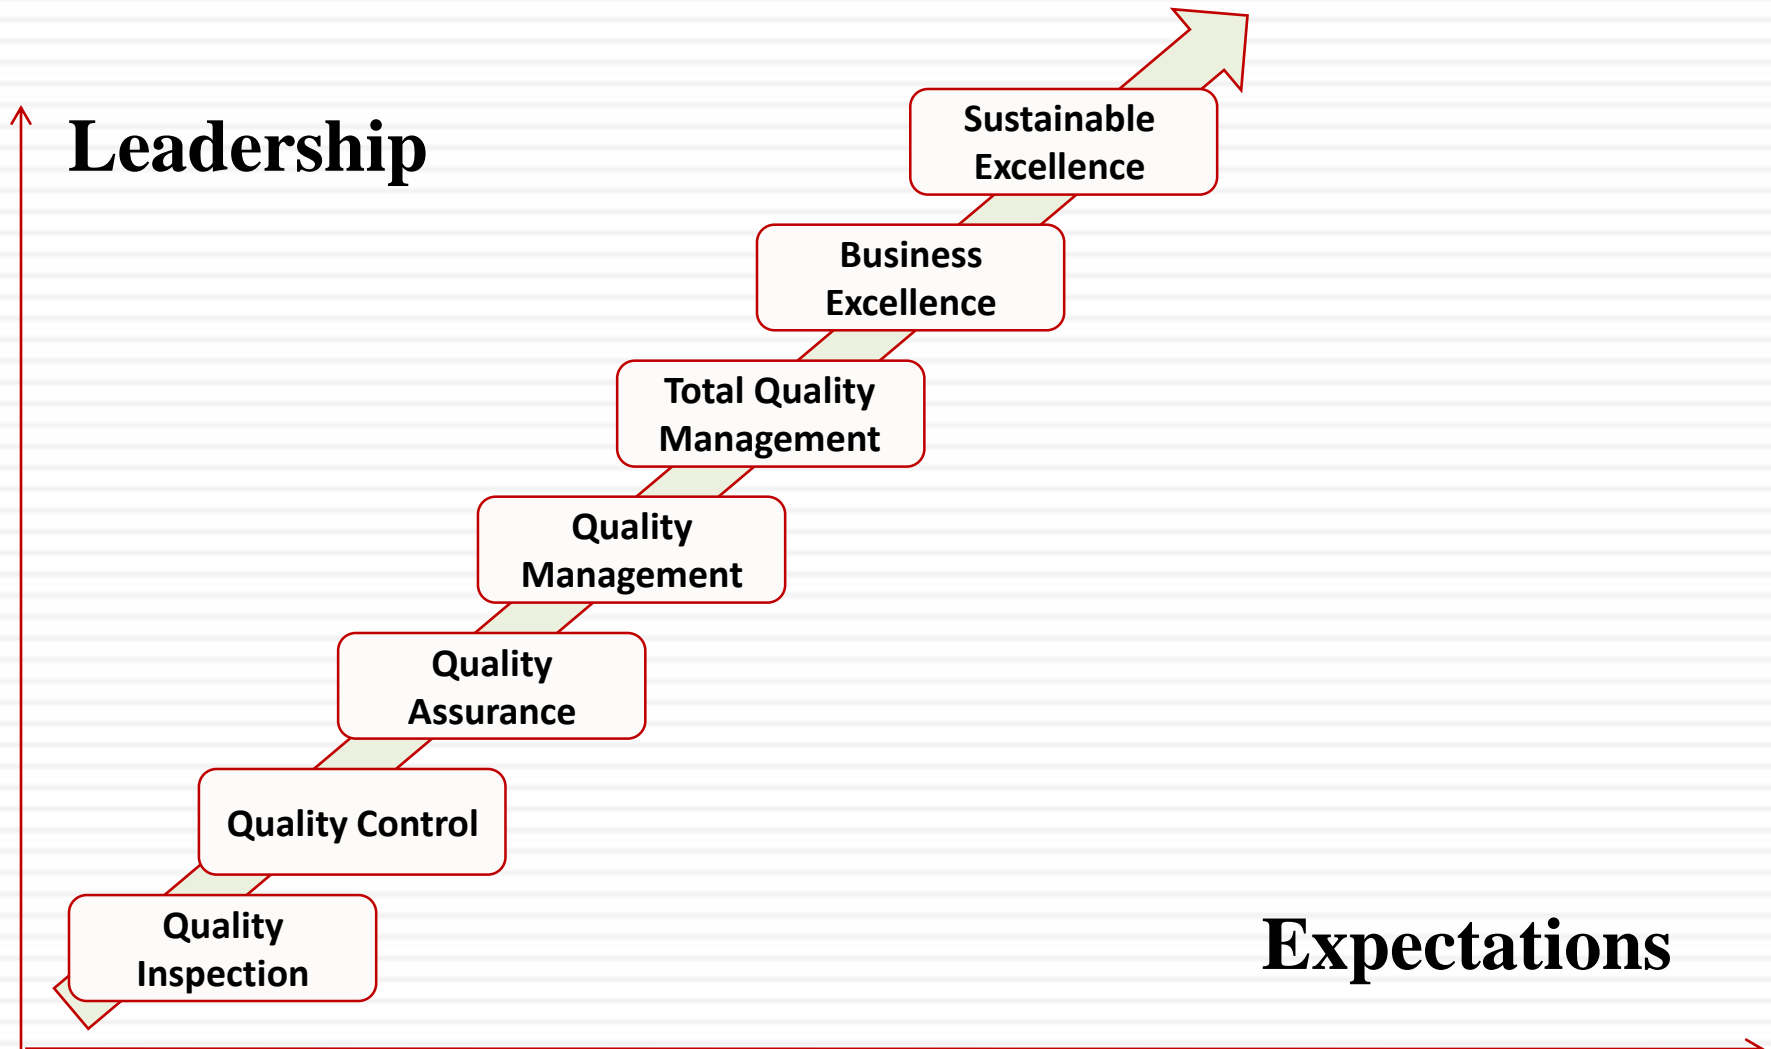 Leadership
Sustainable
Excellence
Business
Excellence
Total Quality
Management
Quality
Management
Quality
Assurance
Quality Control
Quality
Inspection
Expectations